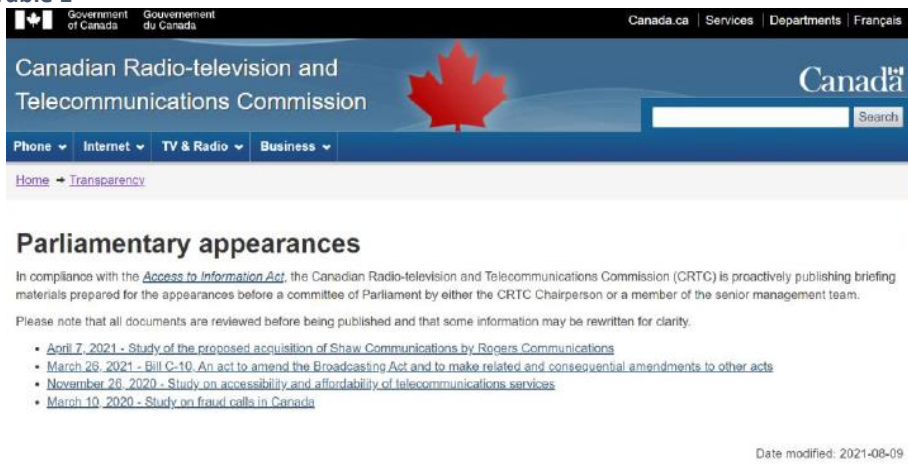 Government of Canada
Gouvernement du Canada
Canada.ca | Services | Departments | Français
Canadian Radio-television and
Telecommunications Commission
Canada
Search
Phone Internet TV & Radio Business
Home → Transparency
Parliamentary appearances
In compliance with the Access to Information Act, the Canadian Radio-television and Telecommunications Commission (CRTC) is proactively publishing briefing
materials prepared for the appearances before a committee of Parliament by either the CRTC Chairperson or a member of the senior management team.
Please note that all documents are reviewed before being published and that some information may be rewritten for clarity.
• April 7, 2021 - Study of the proposed acquisition of Shaw Communications by Rogers Communications
• March 26, 2021 - Bill C-10, An act to amend the Broadcasting Act and to make related and consequential amendments to other acts
• November 26, 2020 - Study on accessibility and affordability of telecommunications services
• March 10, 2020 - Study on fraud calls in Canada
Date modified: 2021-08-09